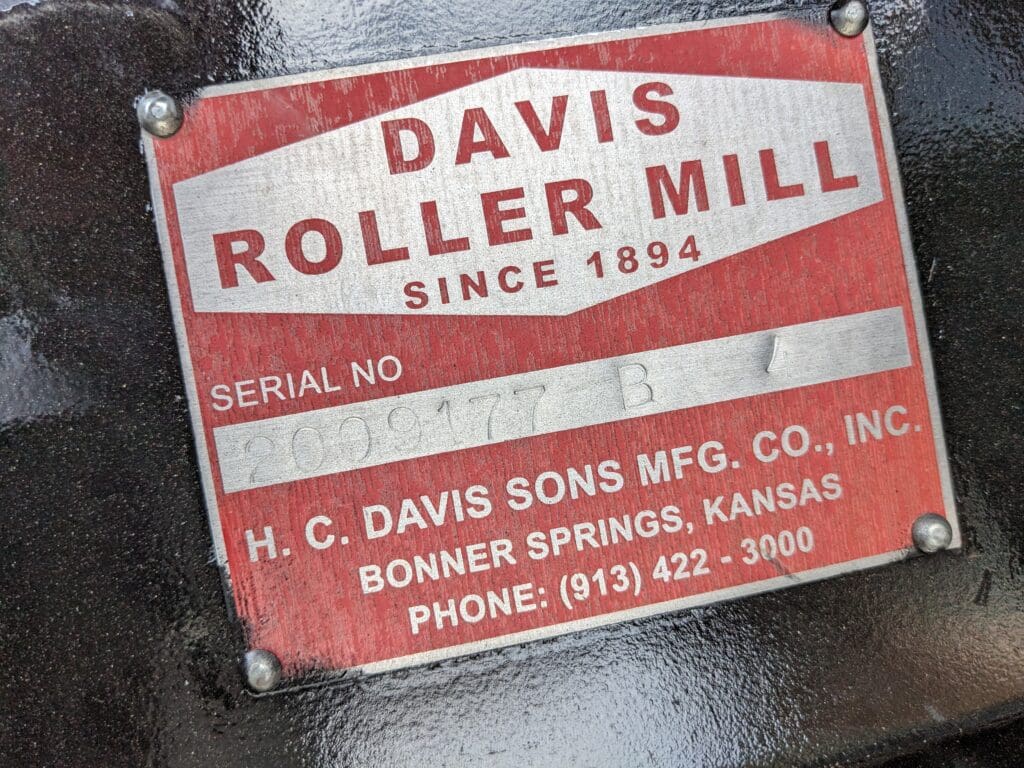 DAVIS
ROLLER MILL
SINCE 1894
SERIAL NO
2009177 B /
H. C. DAVIS SONS MFG. CO., INC.
BONNER SPRINGS, KANSAS
PHONE: (913) 422 - 3000